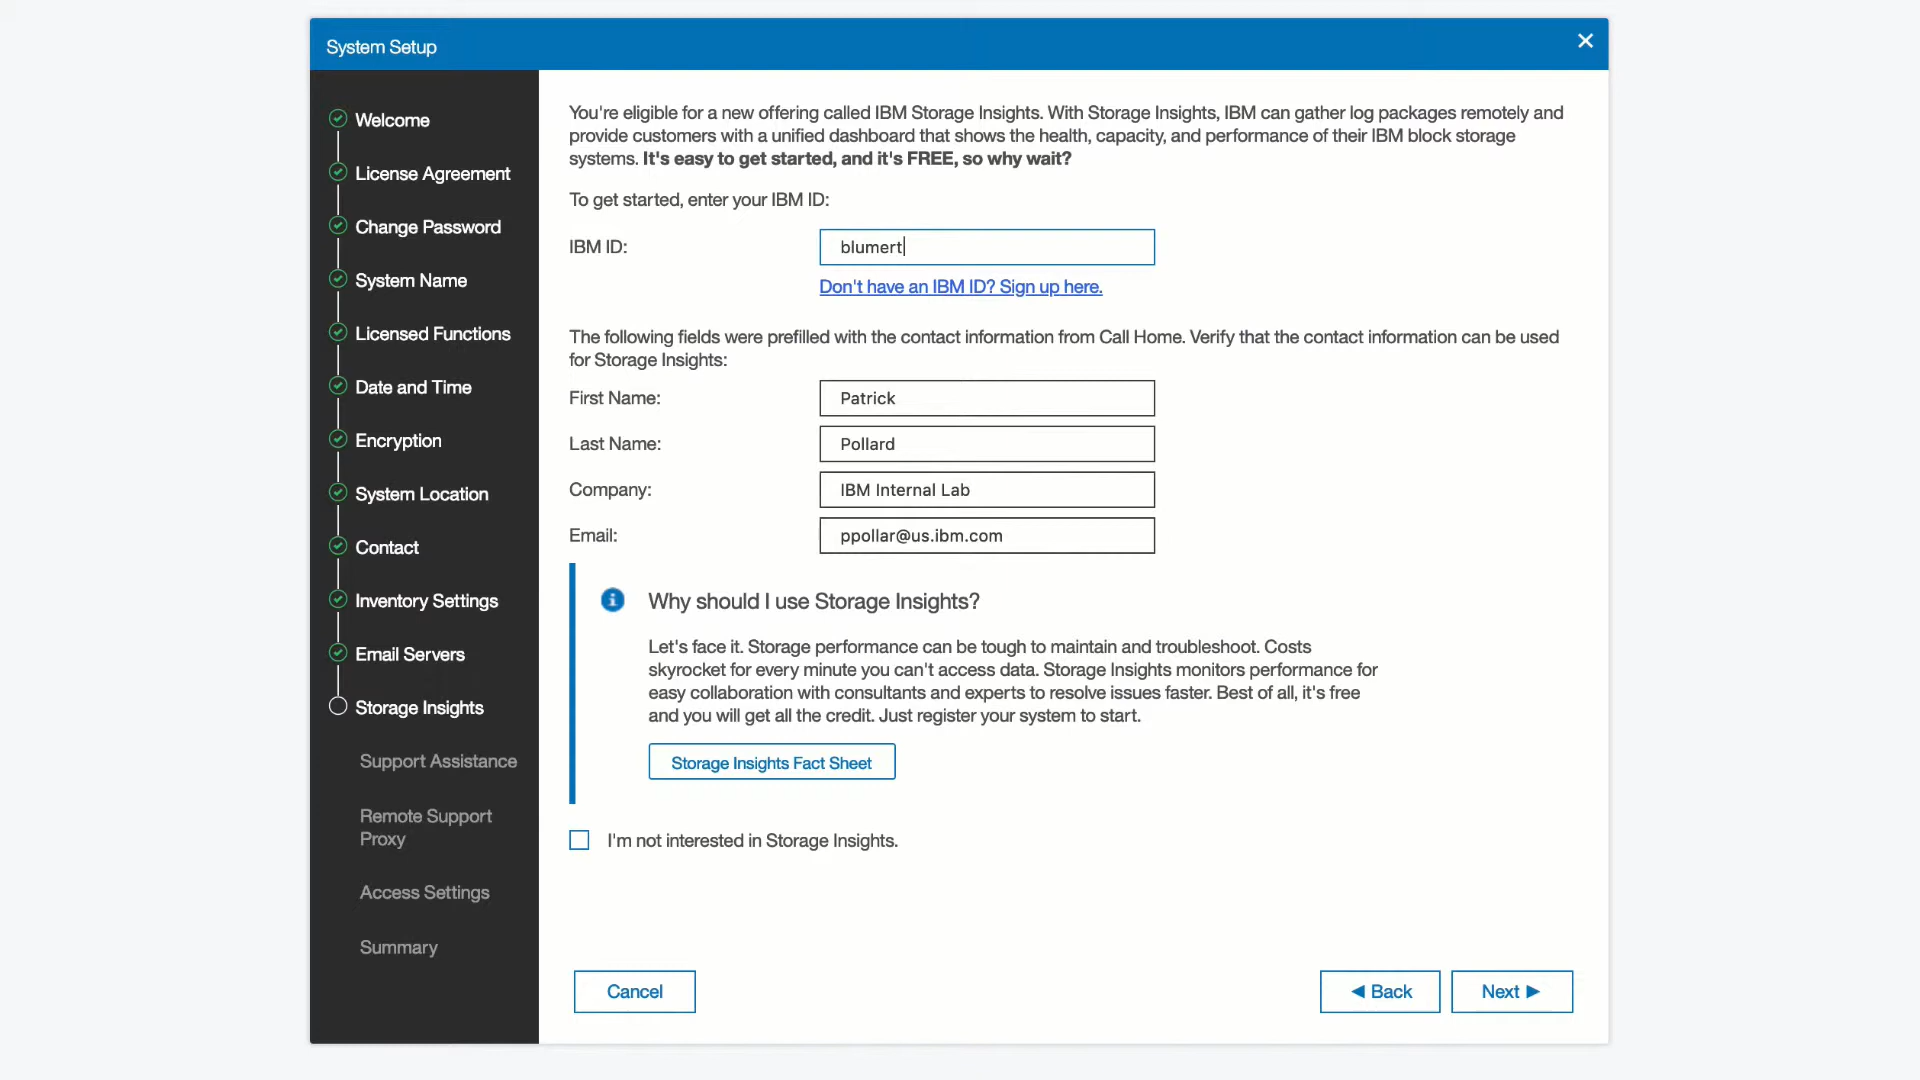 System Setup
Welcome
License Agreement
Change Password
System Name
Licensed Functions
Date and Time
Encryption
System Location
Contact
Inventory Settings
Email Servers
Storage Insights
Support Assistance
Remote Support
Proxy
Access Settings
Summary
You're eligible for a new offering called IBM Storage Insights. With Storage Insights, IBM can gather log packages remotely and
provide customers with a unified dashboard that shows the health, capacity, and performance of their IBM block storage
systems. It's easy to get started, and it's FREE, so why wait?
To get started, enter your IBM ID:
IBM ID: blumert
Don't have an IBM ID? Sign up here.
The following fields were prefilled with the contact information from Call Home. Verify that the contact information can be used
for Storage Insights:
First Name: Patrick
Last Name: Pollard
Company: IBM Internal Lab
Email: ppollar@us.ibm.com
Why should I use Storage Insights?
Let's face it. Storage performance can be tough to maintain and troubleshoot. Costs
skyrocket for every minute you can't access data. Storage Insights monitors performance for
easy collaboration with consultants and experts to resolve issues faster. Best of all, it's free
and you will get all the credit. Just register your system to start.
Storage Insights Fact Sheet
I'm not interested in Storage Insights.
Cancel
Back
Next